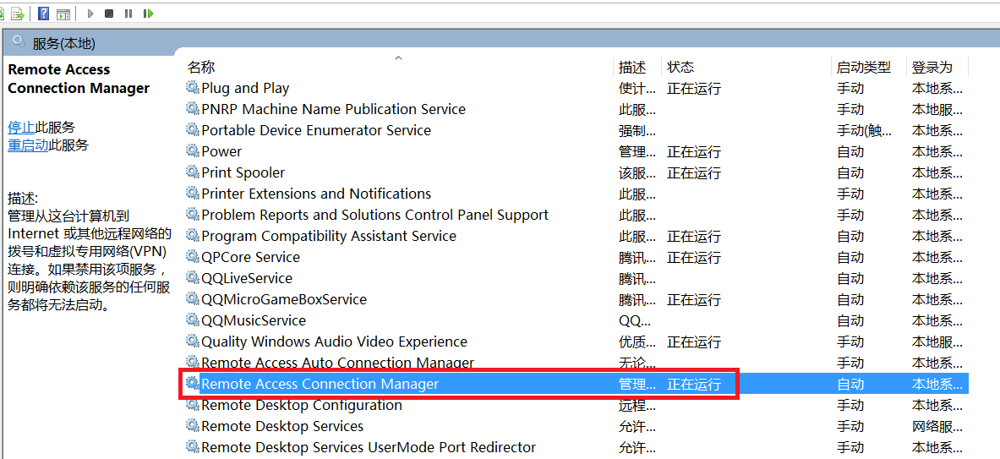 服务(本地)
Remote Access
Connection Manager
停止此服务
重启动此服务
描述:
管理从这台计算机到
Internet 或其他远程网络的
拨号和虚拟专用网络(VPN)
连接。如果禁用该项服务，
则明确依赖该服务的任何服
务都将无法启动。
名称 描述 状态 启动类型 登录为
Plug and Play 使计... 正在运行 手动 本地系...
PNRP Machine Name Publication Service 此服... 手动 本地服...
Portable Device Enumerator Service 强制... 手动(触... 本地系...
Power 管理... 正在运行 自动 本地系...
Print Spooler 该服... 正在运行 自动 本地系...
Printer Extensions and Notifications 此服... 手动 本地系...
Problem Reports and Solutions Control Panel Support 此服... 手动 本地系...
Program Compatibility Assistant Service 此服... 正在运行 自动 本地系...
QPCore Service 腾讯... 正在运行 自动 本地系...
QQLiveService 腾讯... 自动 本地系...
QQMicroGameBoxService 腾讯... 正在运行 自动 本地系...
QQMusicService QQ... 自动 本地系...
Quality Windows Audio Video Experience 优质... 正在运行 手动 本地服...
Remote Access Auto Connection Manager 无论... 手动 本地系...
Remote Access Connection Manager 管理... 正在运行 自动 本地系...
Remote Desktop Configuration 远程... 手动 本地系...
Remote Desktop Services 允许... 手动 网络服...
Remote Desktop Services UserMode Port Redirector 允许... 手动 本地系...